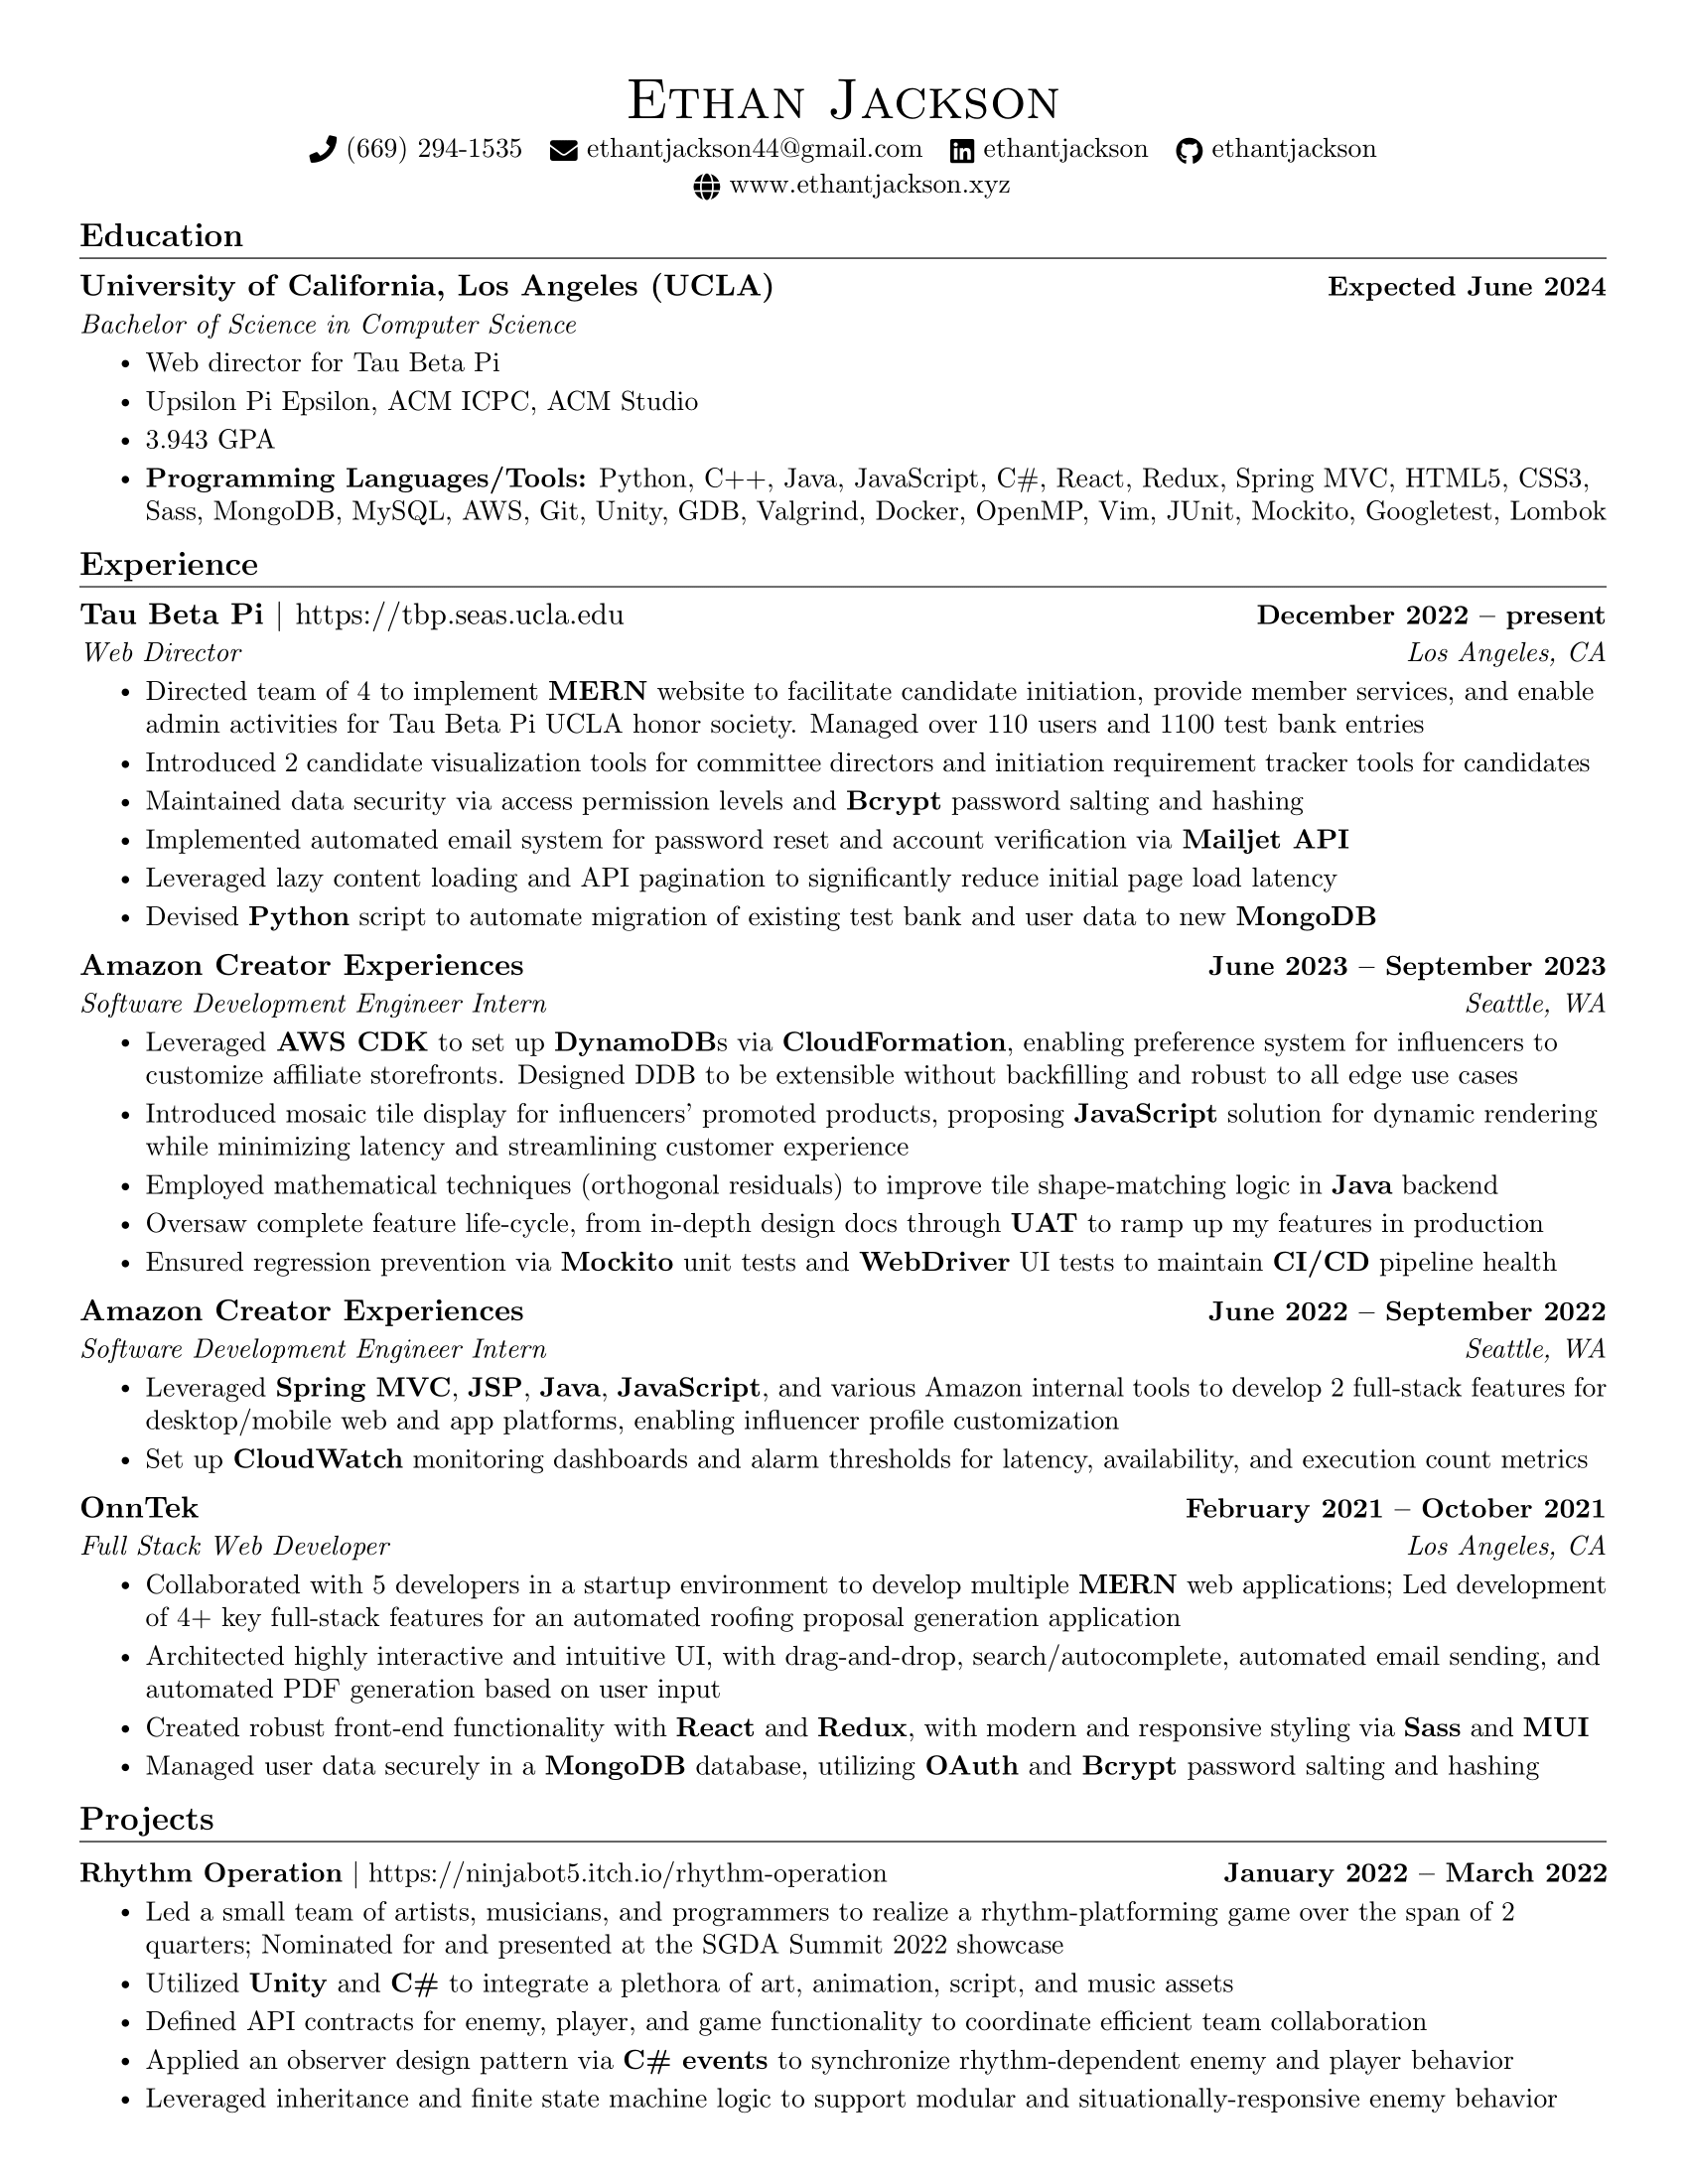 Ethan Jackson
(669) 294-1535 ethantjackson44@gmail.com ethantjackson ethantjackson
www.ethantjackson.xyz
Education
University of California, Los Angeles (UCLA) Expected June 2024
Bachelor of Science in Computer Science
• Web director for Tau Beta Pi
• Upsilon Pi Epsilon, ACM ICPC, ACM Studio
• 3.943 GPA
• Programming Languages/Tools: Python, C++, Java, JavaScript, C#, React, Redux, Spring MVC, HTML5, CSS3,
Sass, MongoDB, MySQL, AWS, Git, Unity, GDB, Valgrind, Docker, OpenMP, Vim, JUnit, Mockito, Googletest, Lombok
Experience
Tau Beta Pi | https://tbp.seas.ucla.edu December 2022 – present
Web Director Los Angeles, CA
• Directed team of 4 to implement MERN website to facilitate candidate initiation, provide member services, and enable
admin activities for Tau Beta Pi UCLA honor society. Managed over 110 users and 1100 test bank entries
• Introduced 2 candidate visualization tools for committee directors and initiation requirement tracker tools for candidates
• Maintained data security via access permission levels and Bcrypt password salting and hashing
• Implemented automated email system for password reset and account verification via Mailjet API
• Leveraged lazy content loading and API pagination to significantly reduce initial page load latency
• Devised Python script to automate migration of existing test bank and user data to new MongoDB
Amazon Creator Experiences June 2023 – September 2023
Software Development Engineer Intern Seattle, WA
• Leveraged AWS CDK to set up DynamoDBs via CloudFormation, enabling preference system for influencers to
customize affiliate storefronts. Designed DDB to be extensible without backfilling and robust to all edge use cases
• Introduced mosaic tile display for influencers' promoted products, proposing JavaScript solution for dynamic rendering
while minimizing latency and streamlining customer experience
• Employed mathematical techniques (orthogonal residuals) to improve tile shape-matching logic in Java backend
• Oversaw complete feature life-cycle, from in-depth design docs through UAT to ramp up my features in production
• Ensured regression prevention via Mockito unit tests and WebDriver UI tests to maintain CI/CD pipeline health
Amazon Creator Experiences June 2022 – September 2022
Software Development Engineer Intern Seattle, WA
• Leveraged Spring MVC, JSP, Java, JavaScript, and various Amazon internal tools to develop 2 full-stack features for
desktop/mobile web and app platforms, enabling influencer profile customization
• Set up CloudWatch monitoring dashboards and alarm thresholds for latency, availability, and execution count metrics
OnnTek February 2021 – October 2021
Full Stack Web Developer Los Angeles, CA
• Collaborated with 5 developers in a startup environment to develop multiple MERN web applications; Led development
of 4+ key full-stack features for an automated roofing proposal generation application
• Architected highly interactive and intuitive UI, with drag-and-drop, search/autocomplete, automated email sending, and
automated PDF generation based on user input
• Created robust front-end functionality with React and Redux, with modern and responsive styling via Sass and MUI
• Managed user data securely in a MongoDB database, utilizing OAuth and Bcrypt password salting and hashing
Projects
Rhythm Operation | https://ninjabot5.itch.io/rhythm-operation January 2022 – March 2022
• Led a small team of artists, musicians, and programmers to realize a rhythm-platforming game over the span of 2
quarters; Nominated for and presented at the SGDA Summit 2022 showcase
• Utilized Unity and C# to integrate a plethora of art, animation, script, and music assets
• Defined API contracts for enemy, player, and game functionality to coordinate efficient team collaboration
• Applied an observer design pattern via C# events to synchronize rhythm-dependent enemy and player behavior
• Leveraged inheritance and finite state machine logic to support modular and situationally-responsive enemy behavior